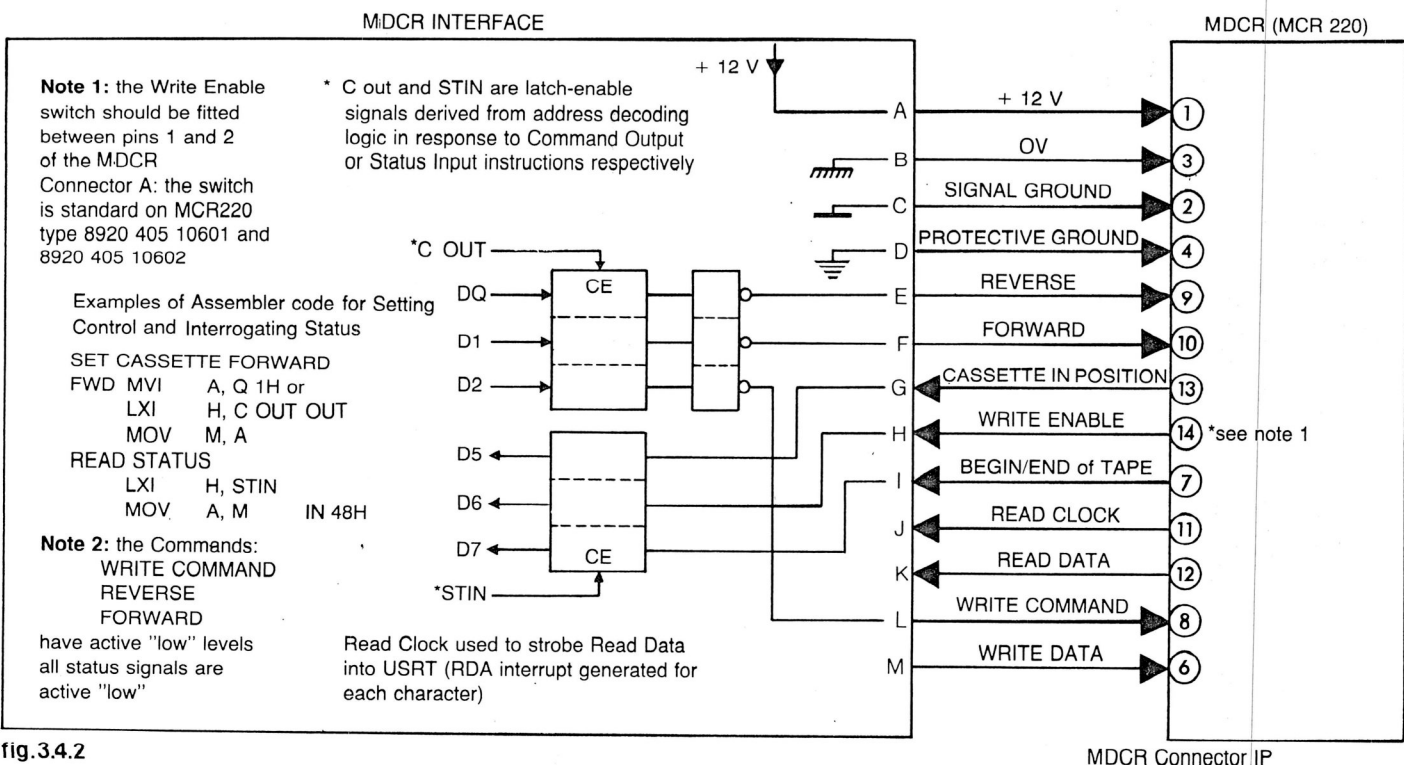 MiDCR INTERFACE
MDCR (MCR 220)
Note 1: the Write Enable
switch should be fitted
between pins 1 and 2
of the M.DCR
Connector A: the switch
is standard on MCR220
type 8920 405 10601 and
8920 405 10602
* C out and STIN are latch-enable
signals derived from address decoding
logic in response to Command Output
or Status Input instructions respectively
Examples of Assembler code for Setting
Control and Interrogating Status
SET CASSETTE FORWARD
FWD MVI A, Q 1H or
LXI H, C OUT OUT
MOV M, A
READ STATUS
LXI H, STIN
MOV A, M IN 48H
Note 2: the Commands:
WRITE COMMAND
REVERSE
FORWARD
have active "low" levels
all status signals are
active "low"
Read Clock used to strobe Read Data
into USRT (RDA interrupt generated for
each character)
*C OUT
CE
DQ
D1
D2
D5
D6
D7
CE
*STIN
+ 12 V
A + 12 V 1
B OV 3
C SIGNAL GROUND 2
D PROTECTIVE GROUND 4
E REVERSE 9
F FORWARD 10
G CASSETTE IN POSITION 13
H WRITE ENABLE 14 *see note 1
I BEGIN/END of TAPE 7
J READ CLOCK 11
K READ DATA 12
L WRITE COMMAND 8
M WRITE DATA 6
fig.3.4.2
MDCR Connector IP